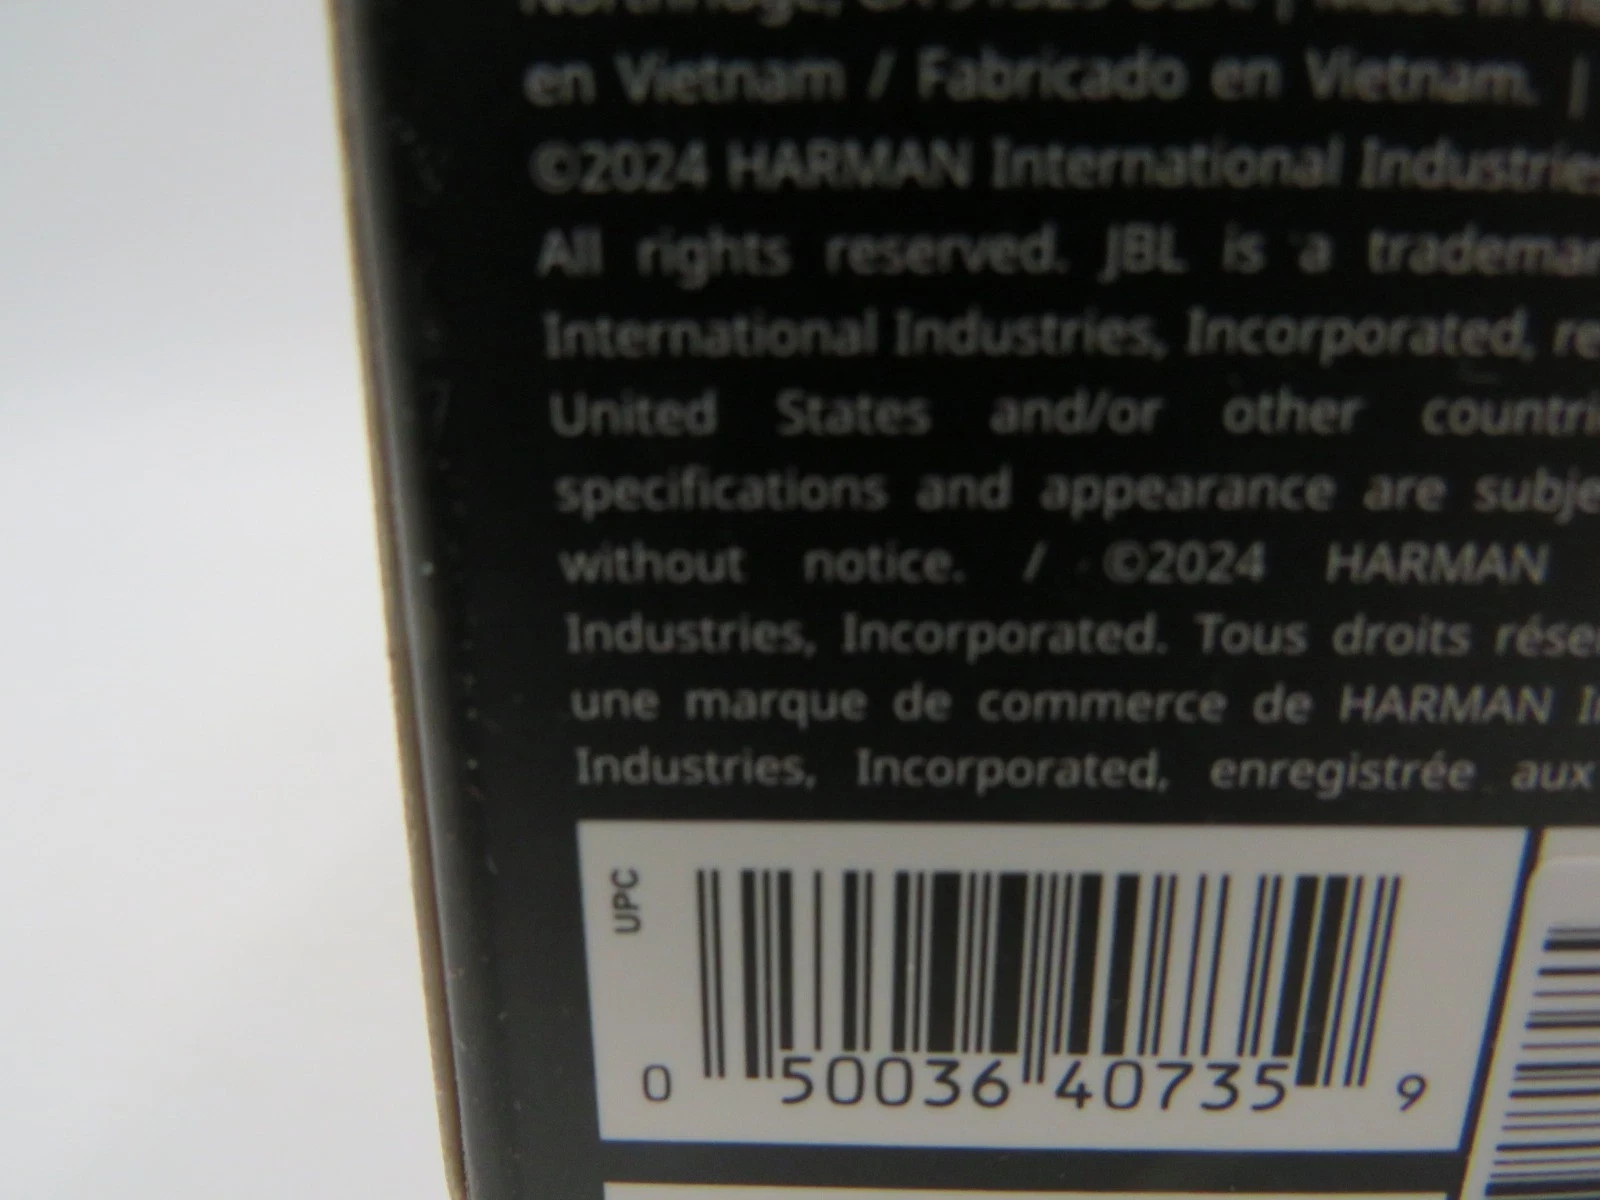 en Vietnam / Fabricado en Vietnam. |
©2024 HARMAN International Industries
All rights reserved. JBL is a
International Industries, Incorporated,
United States and/or other
specifications and appearance are
without notice. / ©2024 HARMAN
Industries, Incorporated. Tous droits
une marque de commerce de HARMAN
Industries, Incorporated, enregistrée aux
UPC
0 50036 40735 9